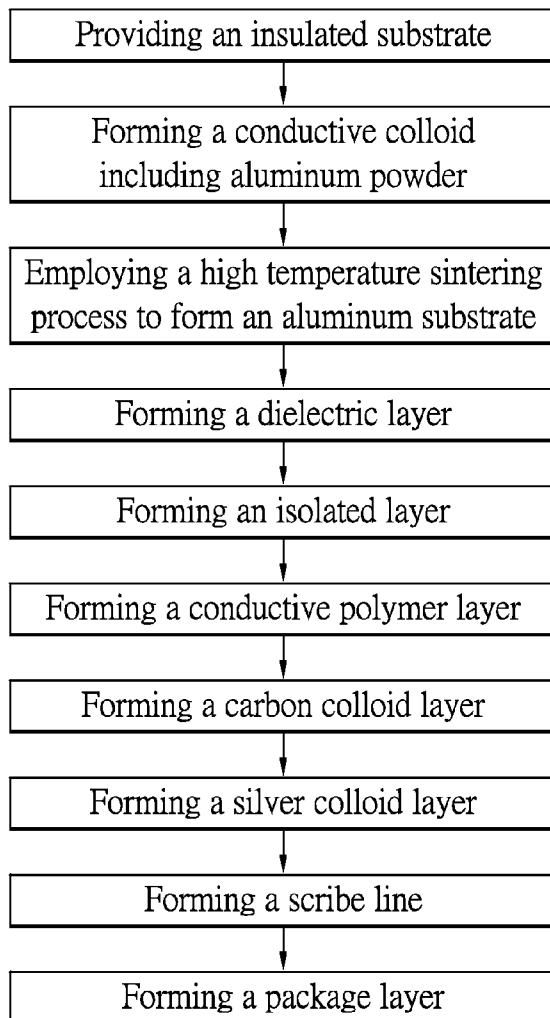 Providing an insulated substrate
Forming a conductive colloid
including aluminum powder
Employing a high temperature sintering
process to form an aluminum substrate
Forming a dielectric layer
Forming an isolated layer
Forming a conductive polymer layer
Forming a carbon colloid layer
Forming a silver colloid layer
Forming a scribe line
Forming a package layer